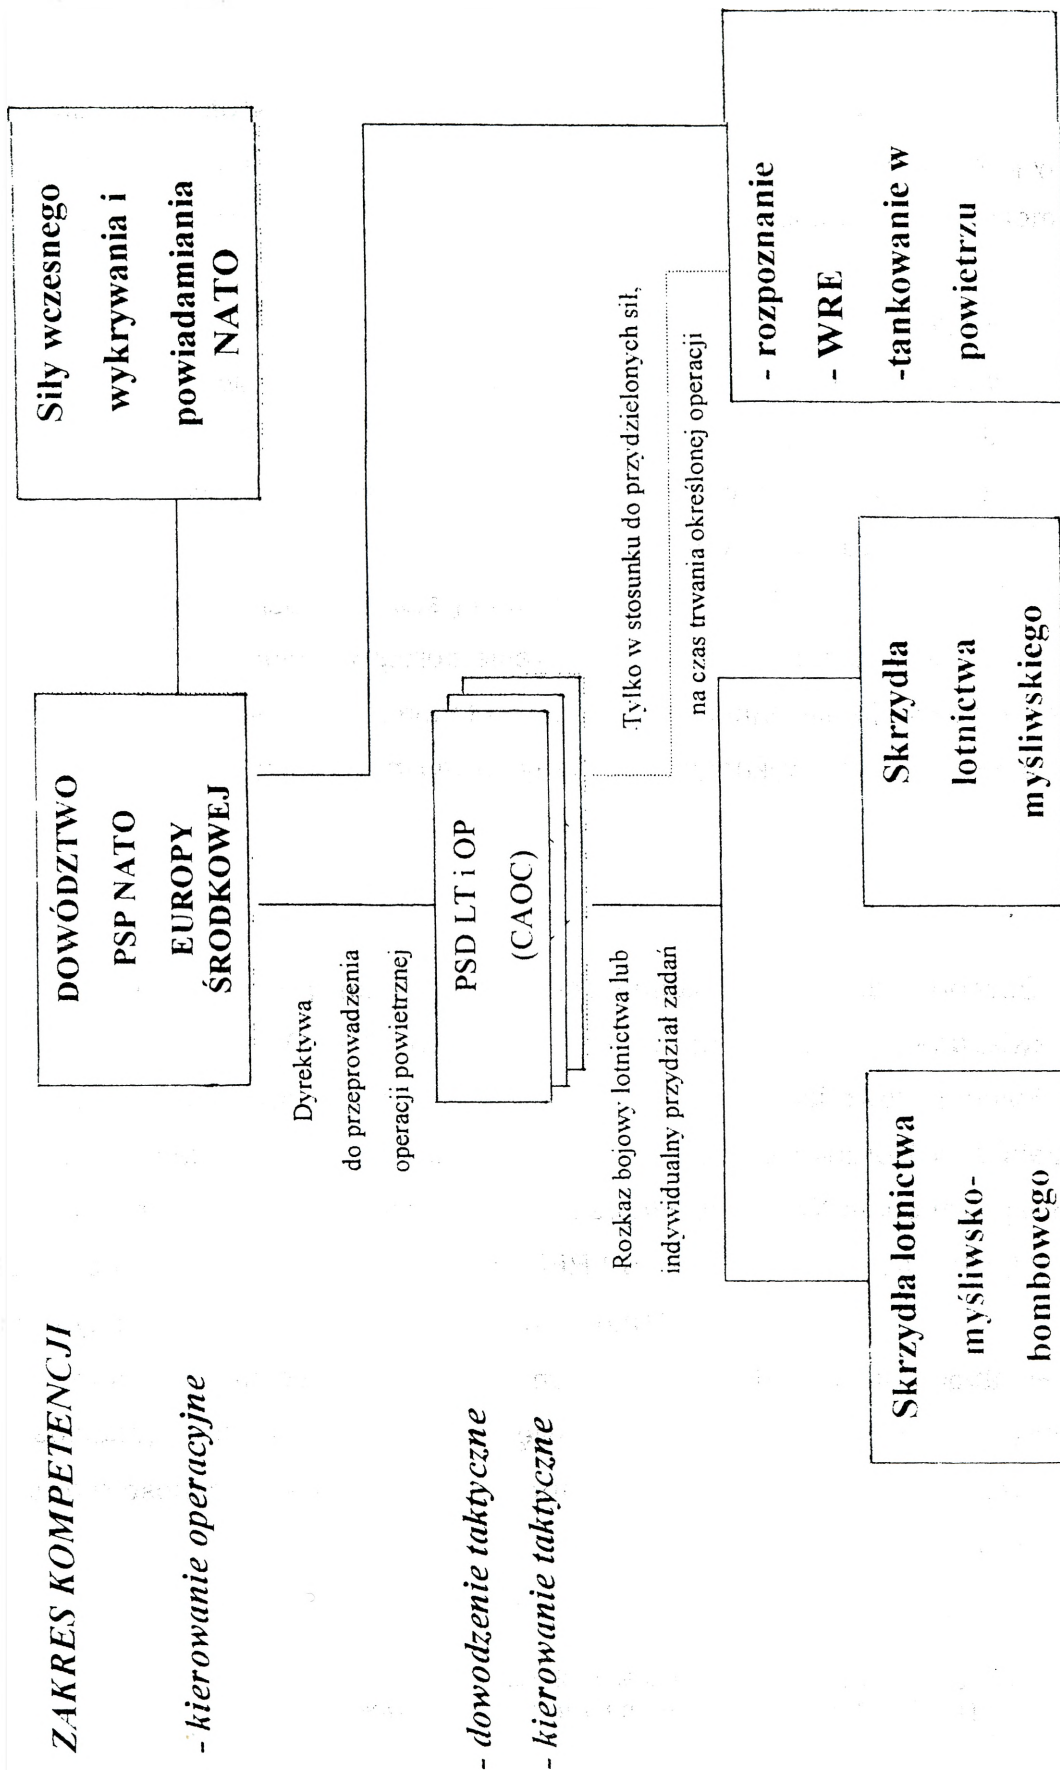 ZAKRES KOMPETENCJI
- kierowanie operacyjne
DOWÓDZTWO
PSP NATO
EUROPY
ŚRODKOWEJ
Siły wczesnego
wykrywania i
powiadamiania
NATO
Dyrektywa
do przeprowadzenia
operacji powietrznej
- dowodzenie taktyczne
- kierowanie taktyczne
PSD LT i OP
(CAOC)
Rozkaz bojowy lotnictwa lub
indywidualny przydział zadań
Tylko w stosunku do przydzielonych sił,
na czas trwania określonej operacji
Skrzydła lotnictwa
myśliwsko-
bombowego
Skrzydła
lotnictwa
myśliwskiego
- rozpoznanie
- WRE
-tankowanie w
powietrzu